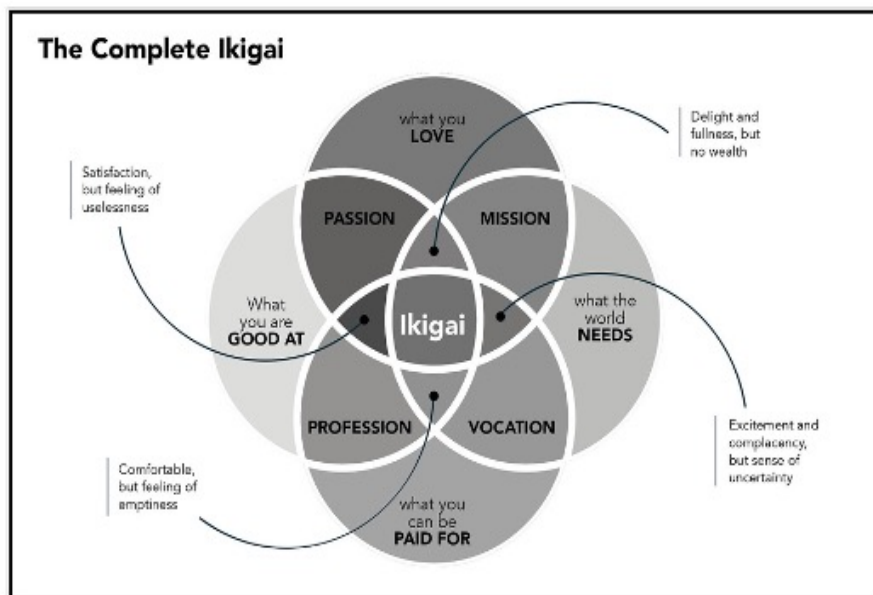 The Complete Ikigai
what you
LOVE
Delight and
fullness, but
no wealth
Satisfaction,
but feeling of
uselessness
PASSION
MISSION
What
you are
GOOD AT
Ikigai
what the
world
NEEDS
PROFESSION
VOCATION
Excitement and
complacency,
but sense of
uncertainty
Comfortable,
but feeling of
emptiness
what you
can be
PAID FOR